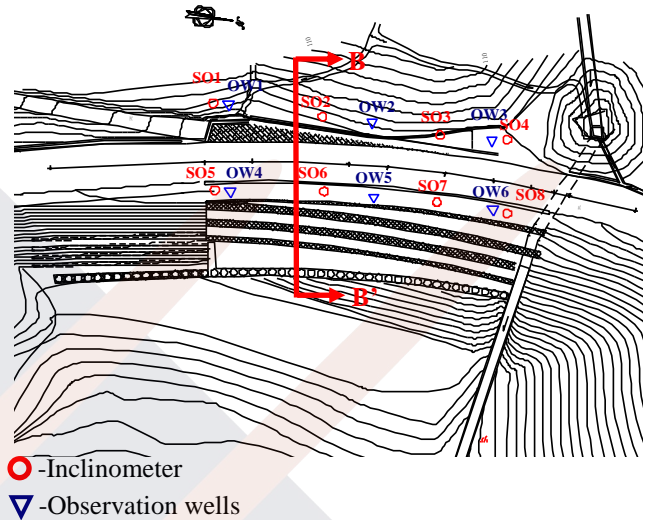 B
SO1
OW1
SO2
OW2
SO3
OW3
SO4
SO5
OW4
SO6
OW5
SO7
OW6
SO8
B’
-Inclinometer
-Observation wells